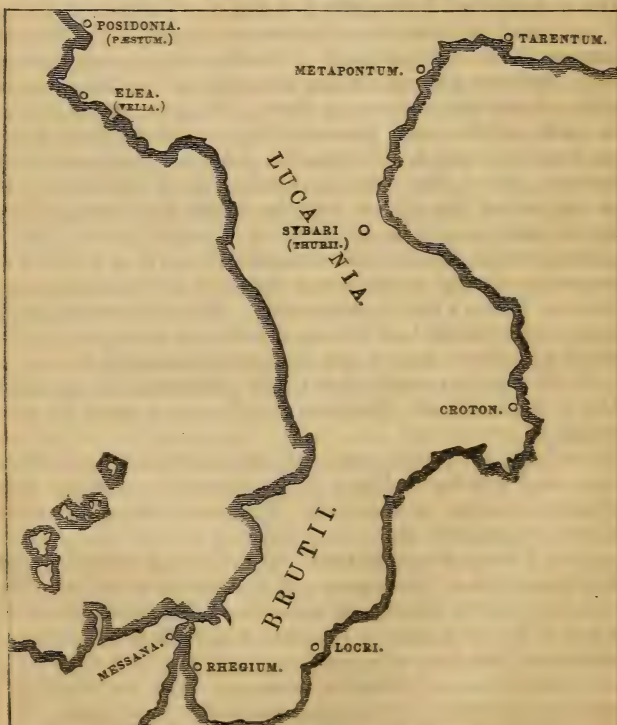 POSIDONIA.
(PÆSTUM.)
TARENTUM.
METAPONTUM.
ELEA.
(VELIA.)
LUCANIA.
SYBARI
(THURII.)
CROTON.
BRUTII.
MESSANA.
LOCRI.
RHEGIUM.